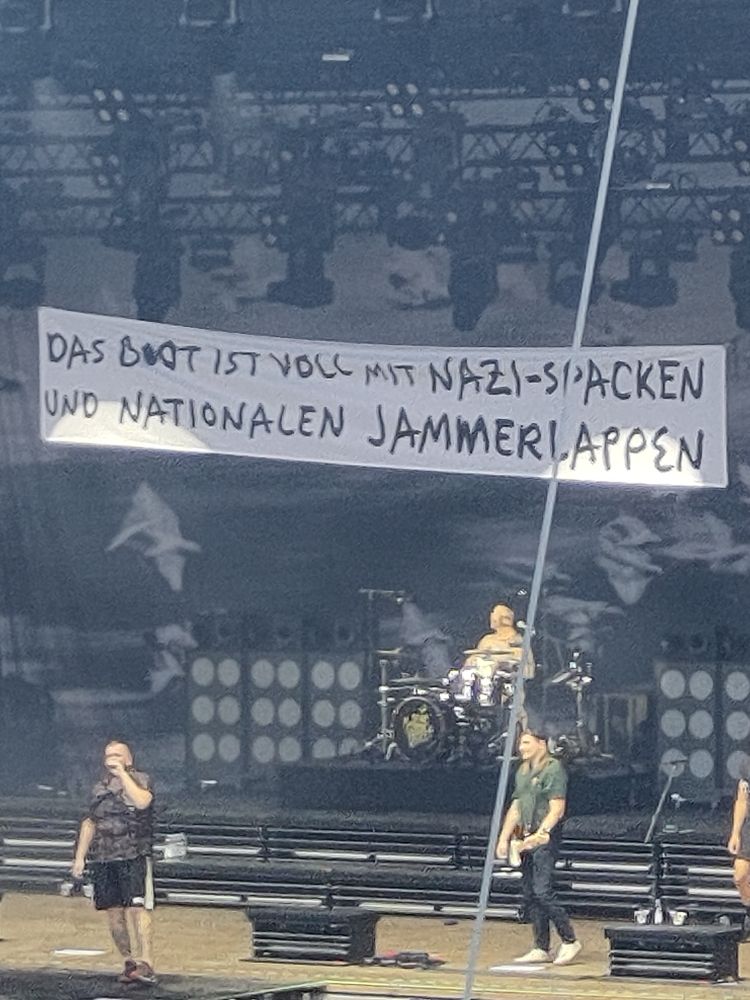 DAS BOOT IST VOLL MIT NAZI-SPACKEN
UND NATIONALEN JAMMERLAPPEN